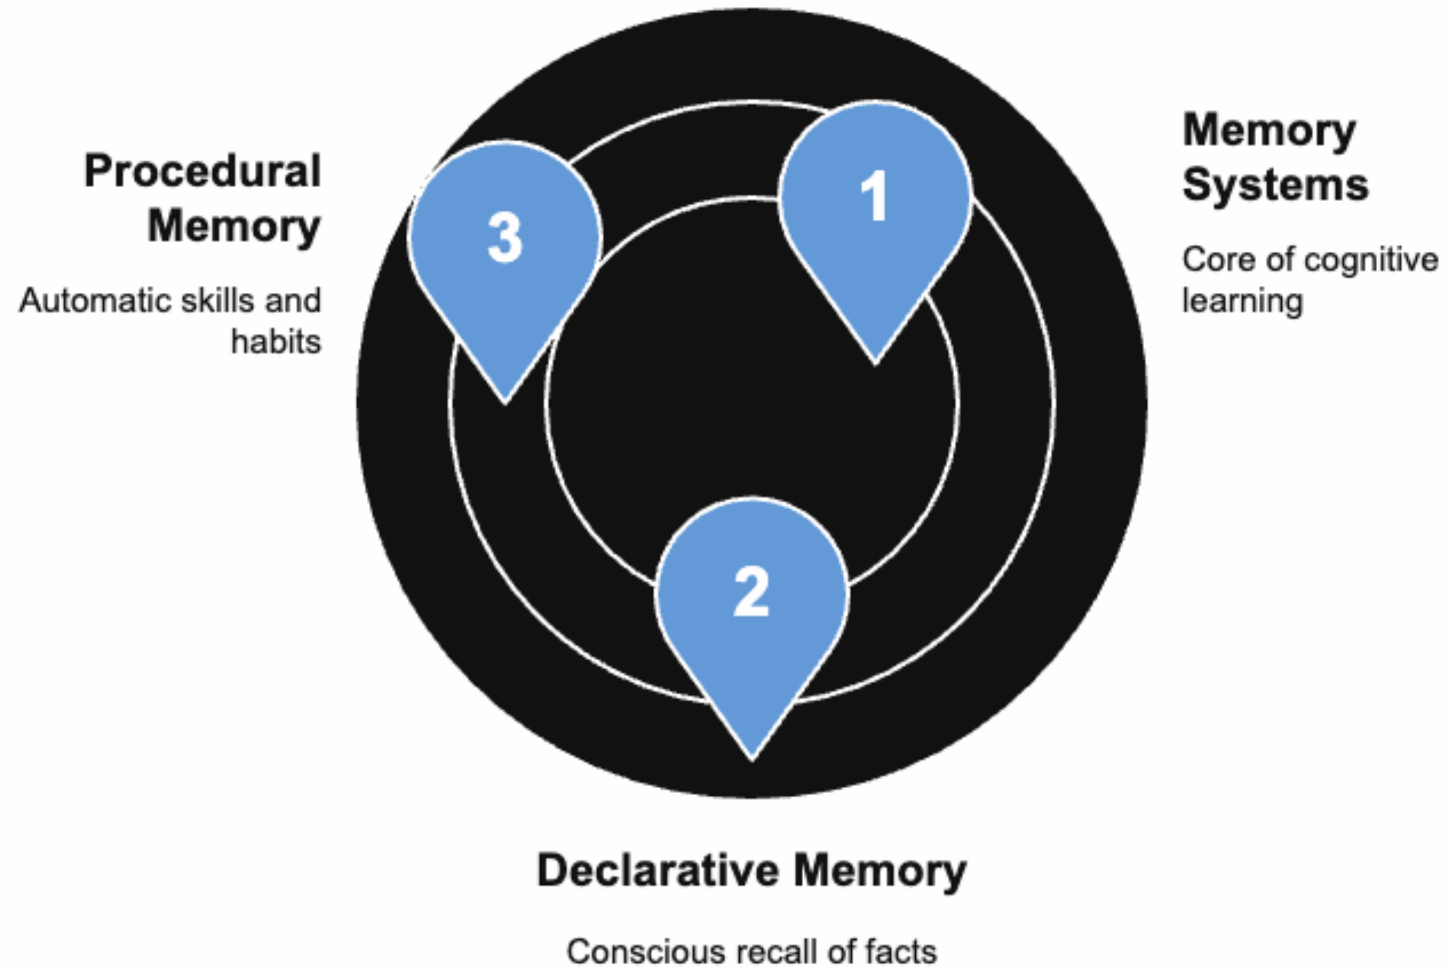 1
Memory
Systems
Core of cognitive
learning
2
Declarative Memory
Conscious recall of facts
3
Procedural
Memory
Automatic skills and
habits